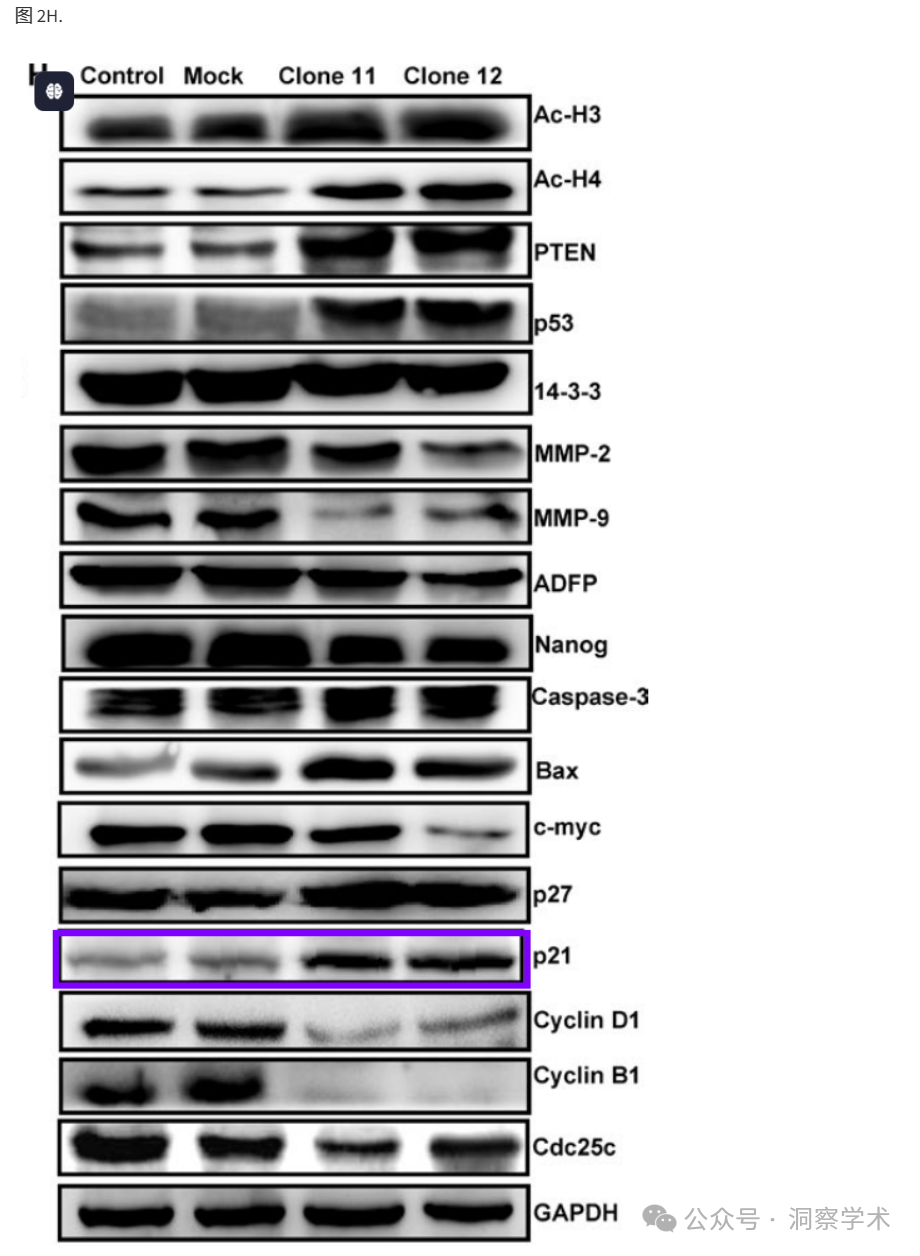 图 2H.
H Control Mock Clone 11 Clone 12
Ac-H3
Ac-H4
PTEN
p53
14-3-3
MMP-2
MMP-9
ADFP
Nanog
Caspase-3
Bax
c-myc
p27
p21
Cyclin D1
Cyclin B1
Cdc25c
GAPDH
公众号 · 洞察学术